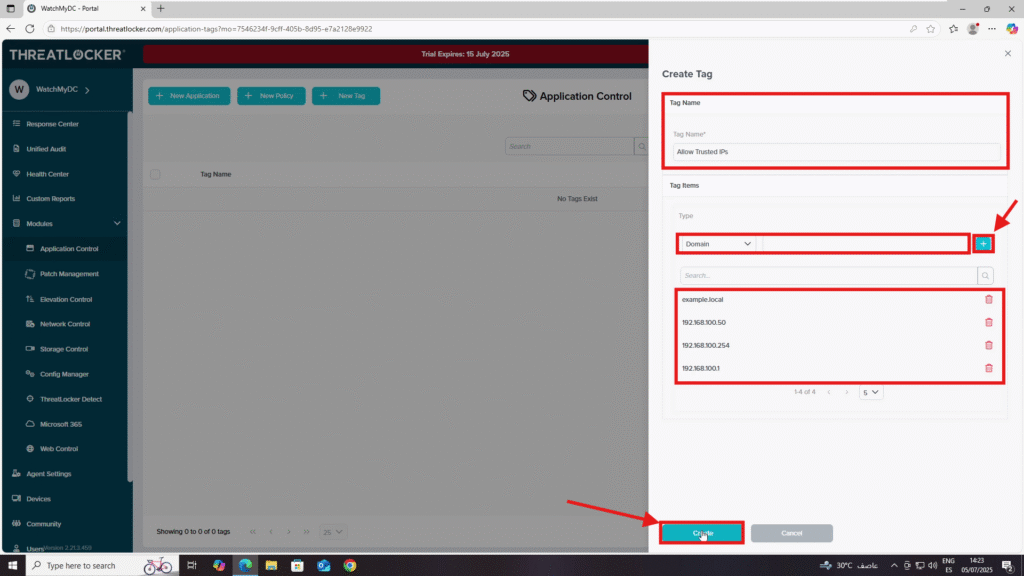 WatchMyDC - Portal
https://portal.threatlocker.com/application-tags?mo=7546234f-9cff-405b-8d95-e7a2128e9922
THREATLOCKER
Trial Expires: 15 July 2025
W WatchMyDC
Response Center
Unified Audit
Health Center
Custom Reports
Modules
Application Control
Patch Management
Elevation Control
Network Control
Storage Control
Config Manager
ThreatLocker Detect
Microsoft 365
Web Control
Agent Settings
Devices
Community
Users
Version 2.21.3.459
+ New Application
+ New Policy
+ New Tag
Application Control
Search
Tag Name
No Tags Exist
Showing 0 to 0 of 0 tags
25
Create Tag
Tag Name
Tag Name*
Allow Trusted IPs
Tag Items
Type
Domain
+
Search...
example.local
192.168.100.50
192.168.100.254
192.168.100.1
1-4 of 4
5
Create
Cancel
Type here to search
30°C عاصف
ENG
ES
14:23
05/07/2025
2